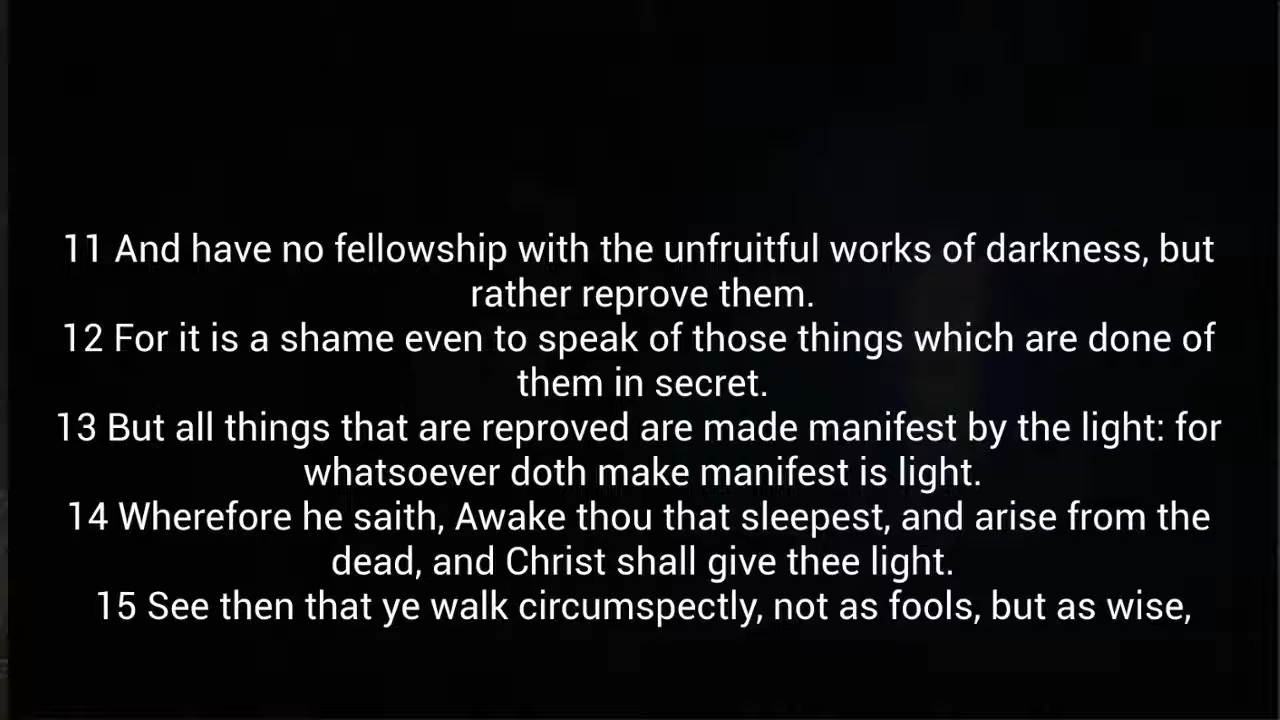 11 And have no fellowship with the unfruitful works of darkness, but
rather reprove them.
12 For it is a shame even to speak of those things which are done of
them in secret.
13 But all things that are reproved are made manifest by the light: for
whatsoever doth make manifest is light.
14 Wherefore he saith, Awake thou that sleepest, and arise from the
dead, and Christ shall give thee light.
15 See then that ye walk circumspectly, not as fools, but as wise,